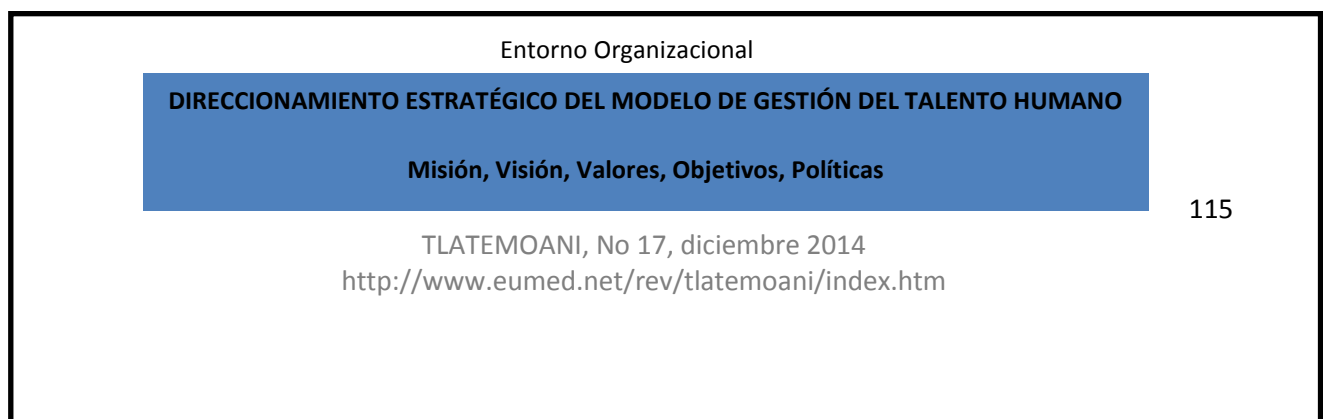 Entorno Organizacional
DIRECCIONAMIENTO ESTRATÉGICO DEL MODELO DE GESTIÓN DEL TALENTO HUMANO
Misión, Visión, Valores, Objetivos, Políticas
115
TLATEMOANI, No 17, diciembre 2014
http://www.eumed.net/rev/tlatemoani/index.htm